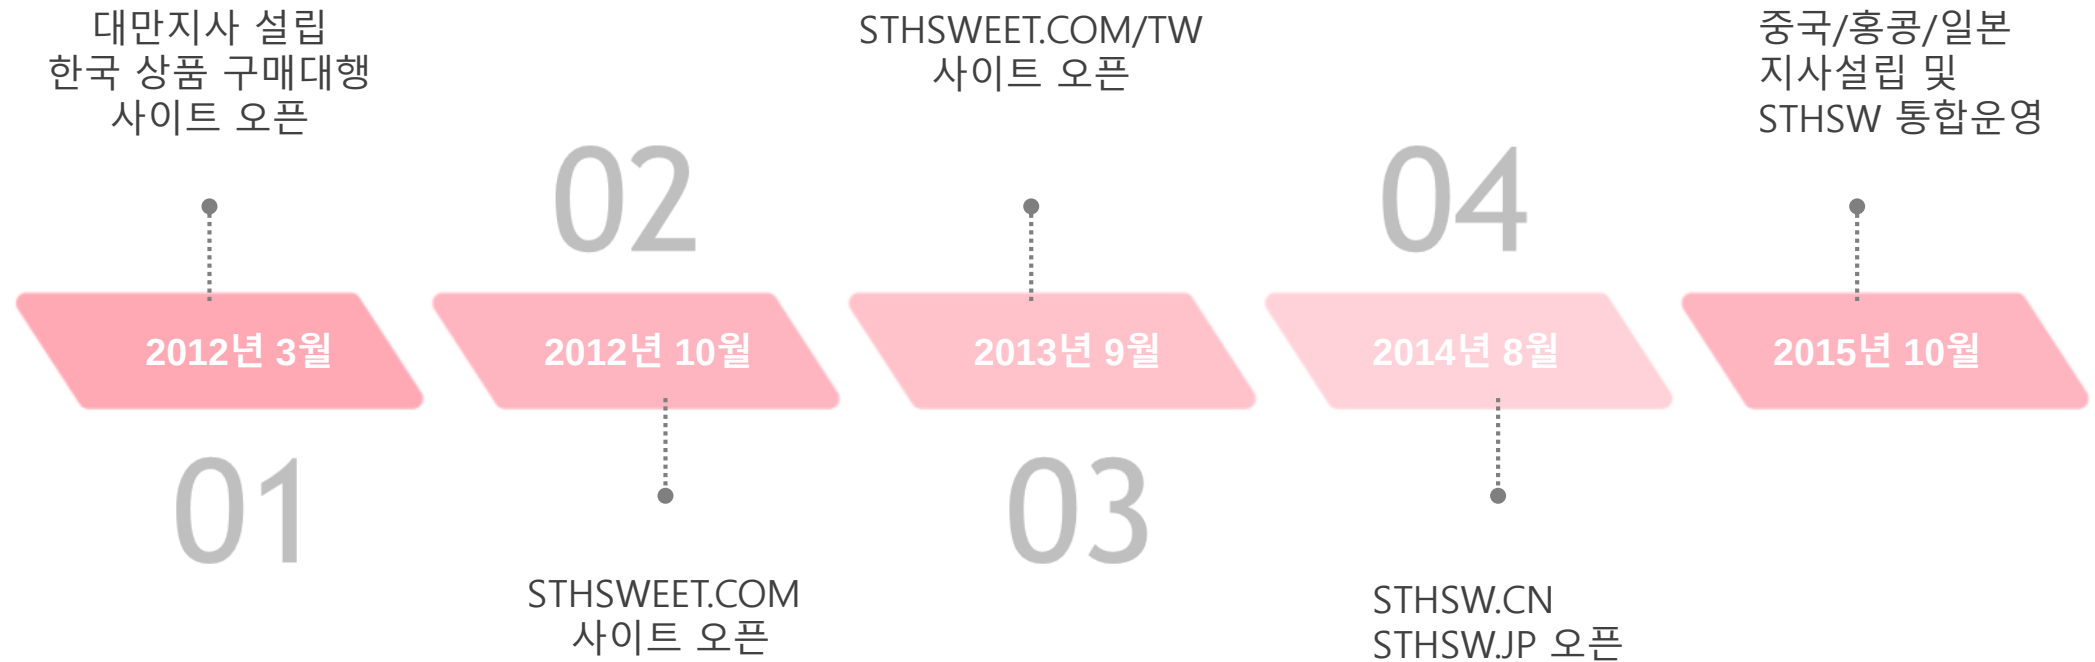 대만지사 설립
한국 상품 구매대행
사이트 오픈
2012년 3월
01
02
2012년 10월
STHSWEET.COM
사이트 오픈
STHSWEET.COM/TW
사이트 오픈
2013년 9월
03
04
2014년 8월
STHSW.CN
STHSW.JP 오픈
중국/홍콩/일본
지사설립 및
STHSW 통합운영
2015년 10월